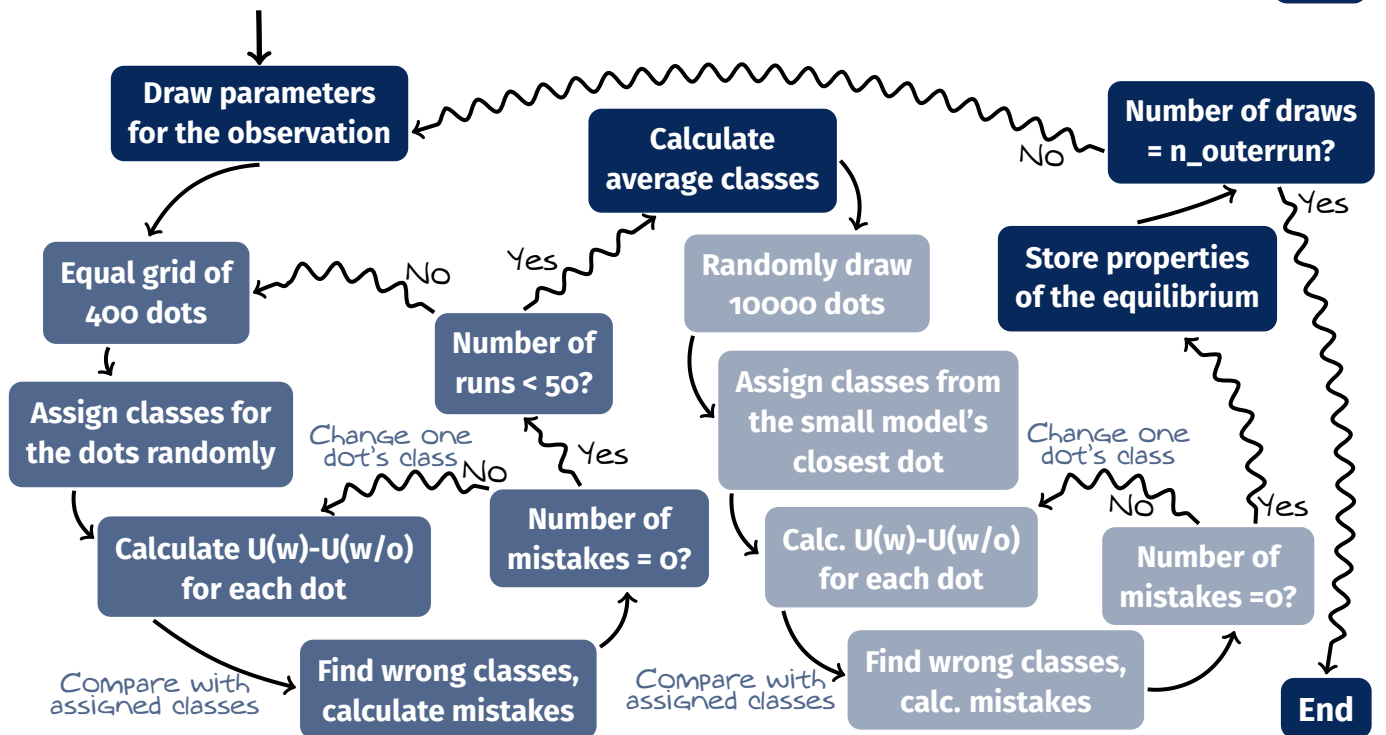 Draw parameters
for the observation
Equal grid of
400 dots
Assign classes for
the dots randomly
Calculate U(w)-U(w/o)
for each dot
Compare with
assigned classes
Find wrong classes,
calculate mistakes
Number of
mistakes = 0?
No
Change one
dot's class
Yes
Number of
runs < 50?
No
Yes
Calculate
average classes
Randomly draw
10000 dots
Assign classes from
the small model's
closest dot
Calc. U(w)-U(w/o)
for each dot
Compare with
assigned classes
Find wrong classes,
calc. mistakes
Number of
mistakes =0?
No
Change one
dot's class
Yes
Store properties
of the equilibrium
Number of draws
= n_outerrun?
No
Yes
End